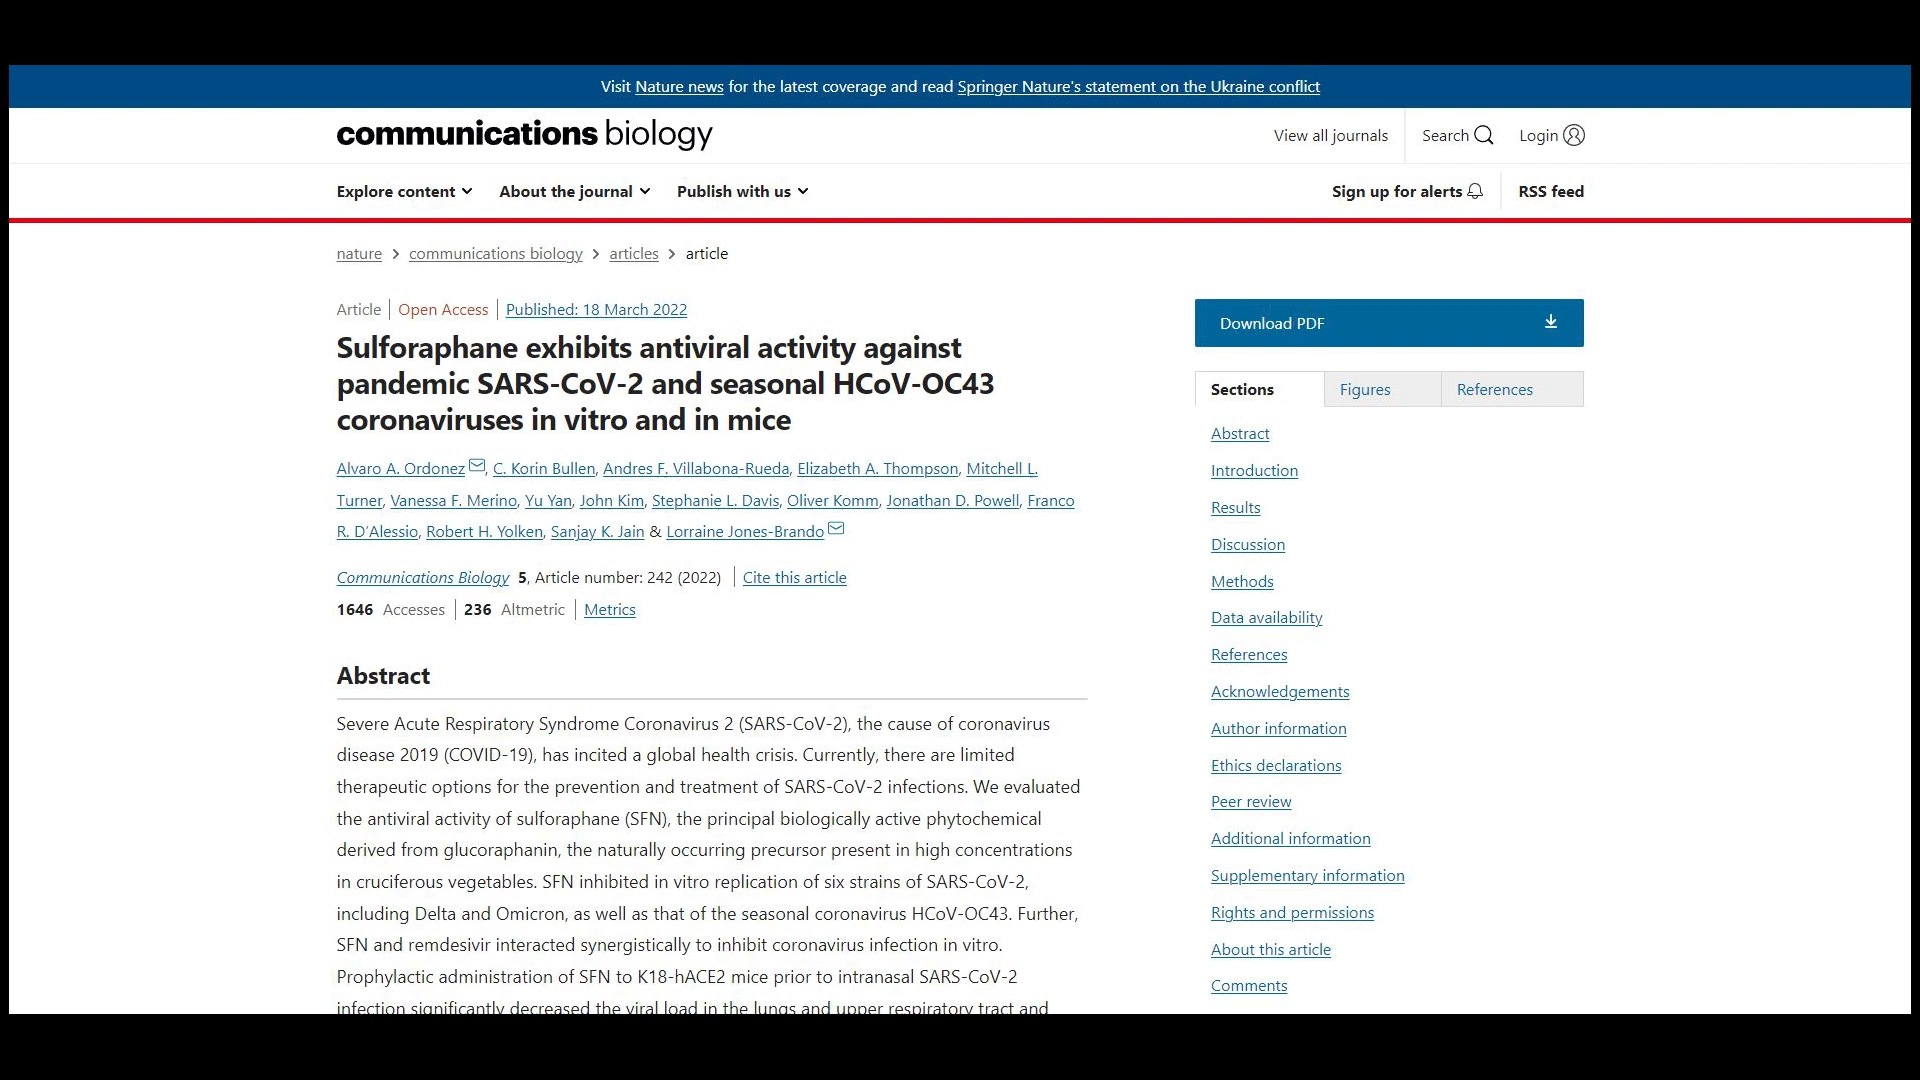 Visit Nature news for the latest coverage and read Springer Nature's statement on the Ukraine conflict
communications biology
View all journals
Search
Login
Explore content
About the journal
Publish with us
Sign up for alerts
RSS feed
nature > communications biology > articles > article
Article | Open Access | Published: 18 March 2022
Sulforaphane exhibits antiviral activity against
pandemic SARS-CoV-2 and seasonal HCoV-OC43
coronaviruses in vitro and in mice
Alvaro A. Ordonez, C. Korin Bullen, Andres F. Villabona-Rueda, Elizabeth A. Thompson, Mitchell L.
Turner, Vanessa F. Merino, Yu Yan, John Kim, Stephanie L. Davis, Oliver Komm, Jonathan D. Powell, Franco
R. D’Alessio, Robert H. Yolken, Sanjay K. Jain & Lorraine Jones-Brando
Communications Biology 5, Article number: 242 (2022) | Cite this article
1646 Accesses | 236 Altmetric | Metrics
Abstract
Severe Acute Respiratory Syndrome Coronavirus 2 (SARS-CoV-2), the cause of coronavirus
disease 2019 (COVID-19), has incited a global health crisis. Currently, there are limited
therapeutic options for the prevention and treatment of SARS-CoV-2 infections. We evaluated
the antiviral activity of sulforaphane (SFN), the principal biologically active phytochemical
derived from glucoraphanin, the naturally occurring precursor present in high concentrations
in cruciferous vegetables. SFN inhibited in vitro replication of six strains of SARS-CoV-2,
including Delta and Omicron, as well as that of the seasonal coronavirus HCoV-OC43. Further,
SFN and remdesivir interacted synergistically to inhibit coronavirus infection in vitro.
Prophylactic administration of SFN to K18-hACE2 mice prior to intranasal SARS-CoV-2
infection significantly decreased the viral load in the lungs and upper respiratory tract and
Download PDF
Sections
Figures
References
Abstract
Introduction
Results
Discussion
Methods
Data availability
References
Acknowledgements
Author information
Ethics declarations
Peer review
Additional information
Supplementary information
Rights and permissions
About this article
Comments